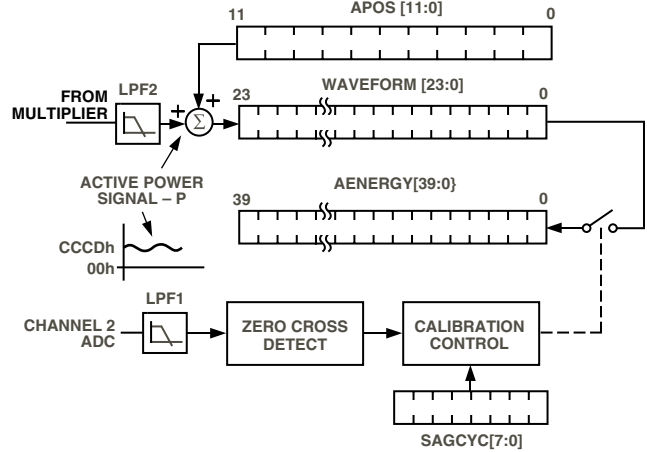 11
APOS [11:0]
0
LPF2
FROM
MULTIPLIER
+
+
Σ
23
WAVEFORM [23:0]
0
ACTIVE POWER
SIGNAL – P
39
AENERGY[39:0}
0
CCCDh
00h
LPF1
CHANNEL 2
ADC
ZERO CROSS
DETECT
CALIBRATION
CONTROL
SAGCYC[7:0]